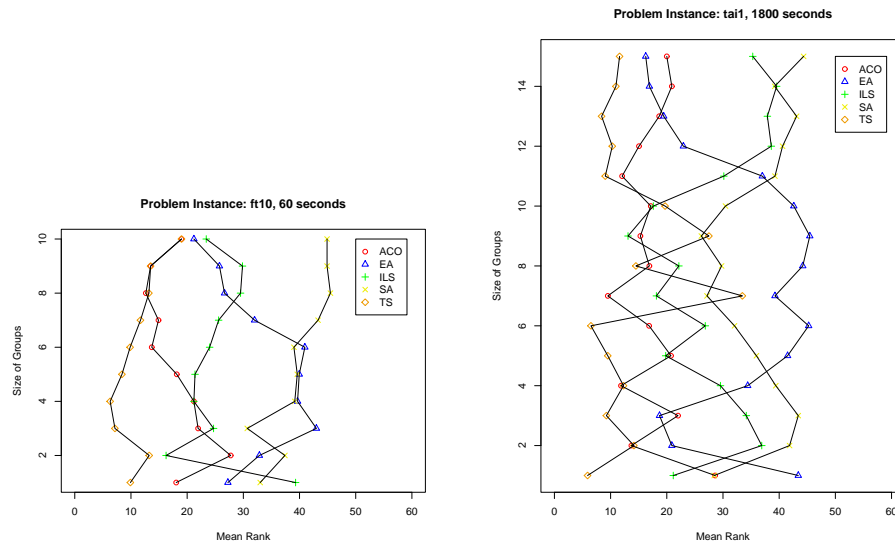 Problem Instance: ft10, 60 seconds
Size of Groups
10
8
6
4
2
ACO
EA
ILS
SA
TS
0 10 20 30 40 50 60
Mean Rank
Problem Instance: tai1, 1800 seconds
Size of Groups
14
12
10
8
6
4
2
ACO
EA
ILS
SA
TS
0 10 20 30 40 50 60
Mean Rank